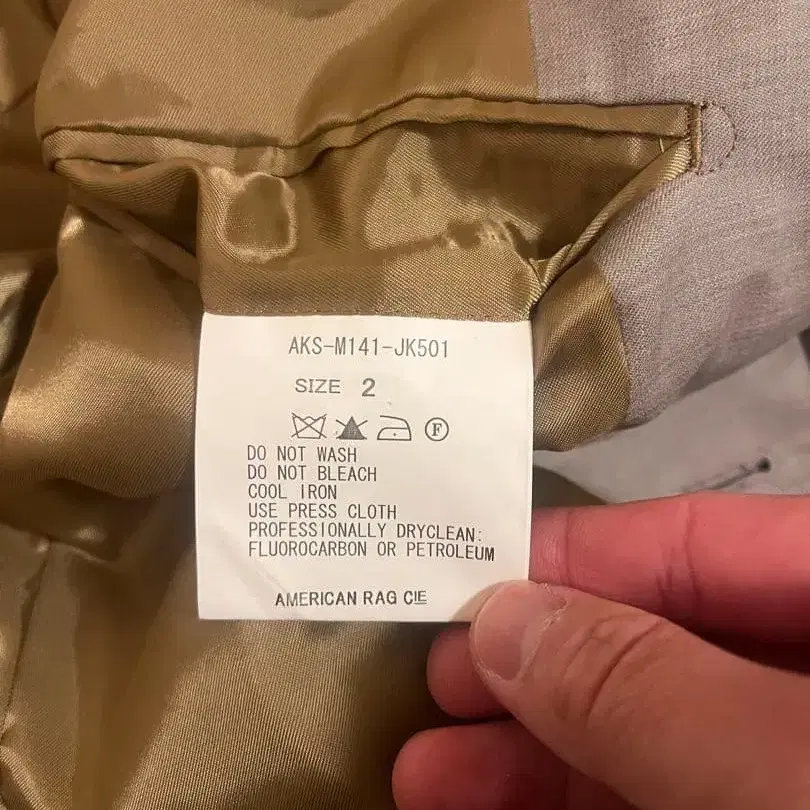 AKS-M141-JK501
SIZE 2
F
DO NOT WASH
DO NOT BLEACH
COOL IRON
USE PRESS CLOTH
PROFESSIONALLY DRYCLEAN:
FLUOROCARBON OR PETROLEUM
AMERICAN RAG CIE